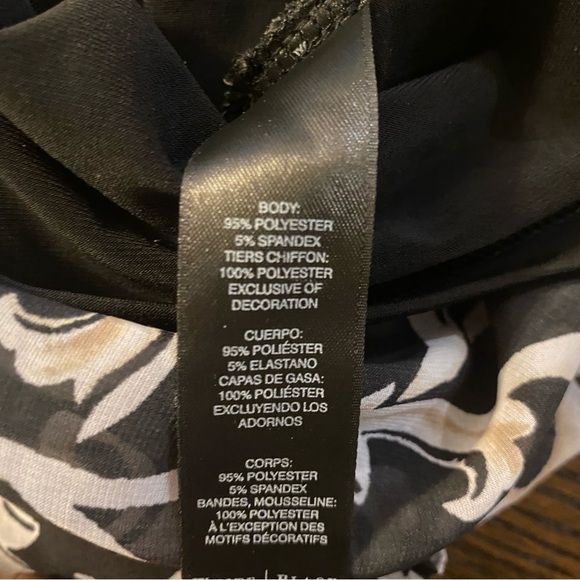 BODY:
95% POLYESTER
5% SPANDEX
TIERS CHIFFON:
100% POLYESTER
EXCLUSIVE OF
DECORATION
CUERPO:
95% POLIÉSTER
5% ELASTANO
CAPAS DE GASA:
100% POLIÉSTER
EXCLUYENDO LOS
ADORNOS
CORPS:
95% POLYESTER
5% SPANDEX
BANDES, MOUSSELINE:
100% POLYESTER
À L'EXCEPTION DES
MOTIFS DÉCORATIFS